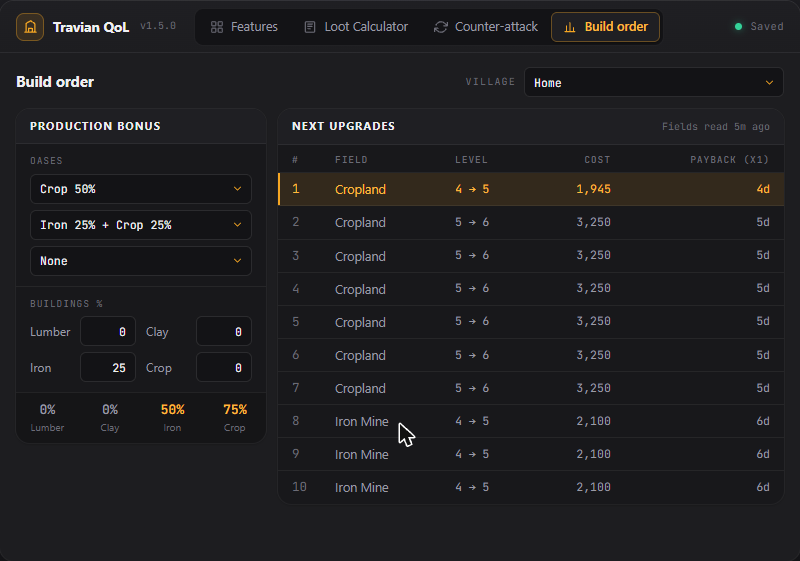 Travian QoL v1.5.0 Features Loot Calculator Counter-attack Build order Saved
Build order VILLAGE Home
PRODUCTION BONUS
OASES
Crop 50%
Iron 25% + Crop 25%
None
BUILDINGS %
Lumber 0 Clay 0
Iron 25 Crop 0
0% 0% 50% 75%
Lumber Clay Iron Crop
NEXT UPGRADES Fields read 5m ago
# FIELD LEVEL COST PAYBACK (X1)
1 Cropland 4 → 5 1,945 4d
2 Cropland 5 → 6 3,250 5d
3 Cropland 5 → 6 3,250 5d
4 Cropland 5 → 6 3,250 5d
5 Cropland 5 → 6 3,250 5d
6 Cropland 5 → 6 3,250 5d
7 Cropland 5 → 6 3,250 5d
8 Iron Mine 4 → 5 2,100 6d
9 Iron Mine 4 → 5 2,100 6d
10 Iron Mine 4 → 5 2,100 6d